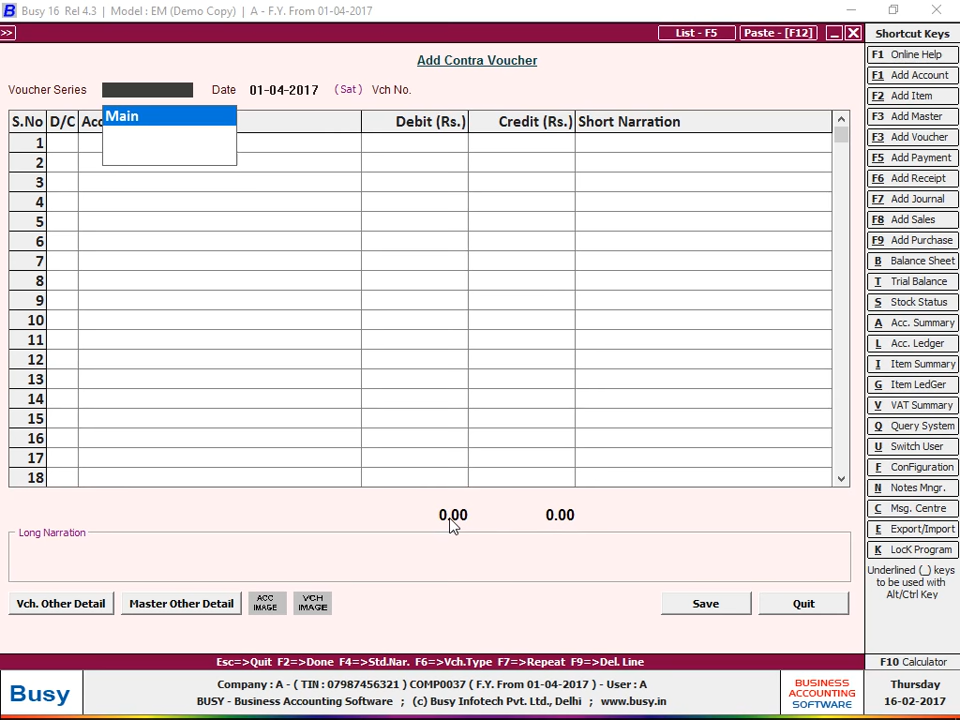 B Busy 16 Rel 4.3 | Model : EM (Demo Copy) | A - F.Y. From 01-04-2017
>> List - F5 Paste - [F12] Shortcut Keys
Add Contra Voucher
Voucher Series Date 01-04-2017 (Sat) Vch No.
Main
S.No D/C Acc Debit (Rs.) Credit (Rs.) Short Narration
1
2
3
4
5
6
7
8
9
10
11
12
13
14
15
16
17
18
0.00 0.00
Long Narration
Vch. Other Detail Master Other Detail ACC IMAGE VCH IMAGE Save Quit
F1 Online Help
F1 Add Account
F2 Add Item
F3 Add Master
F3 Add Voucher
F5 Add Payment
F6 Add Receipt
F7 Add Journal
F8 Add Sales
F9 Add Purchase
B Balance Sheet
T Trial Balance
S Stock Status
A Acc. Summary
L Acc. Ledger
I Item Summary
G Item LedGer
V VAT Summary
Q Query System
U Switch User
F ConFiguration
N Notes Mngr.
C Msg. Centre
E Export/Import
K LocK Program
Underlined (_) keys
to be used with
Alt/Ctrl Key
Esc=>Quit F2=>Done F4=>Std.Nar. F6=>Vch.Type F7=>Repeat F9=>Del. Line
F10 Calculator
Busy
Company : A - ( TIN : 07987456321 ) COMP0037 ( F.Y. From 01-04-2017 ) - User : A
BUSY - Business Accounting Software ; (c) Busy Infotech Pvt. Ltd., Delhi ; www.busy.in
BUSINESS
ACCOUNTING
SOFTWARE
Thursday
16-02-2017